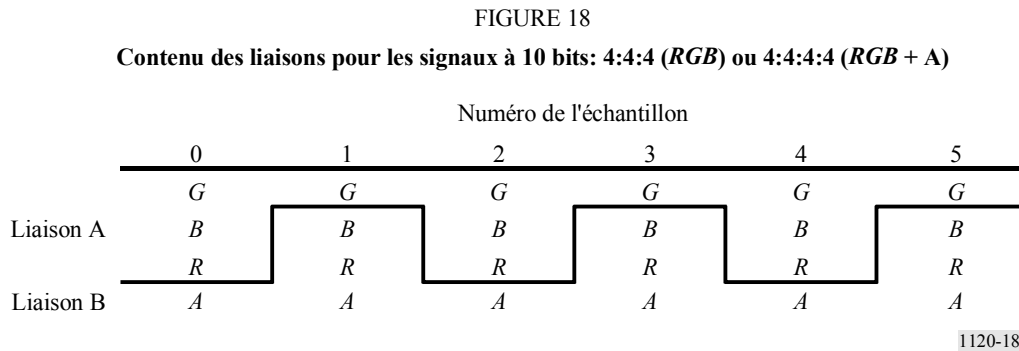 FIGURE 18
Contenu des liaisons pour les signaux à 10 bits: 4:4:4 (RGB) ou 4:4:4:4 (RGB + A)
Numéro de l'échantillon
0 1 2 3 4 5
G G G G G G
Liaison A B B B B B B
R R R R R R
Liaison B A A A A A A
1120-18